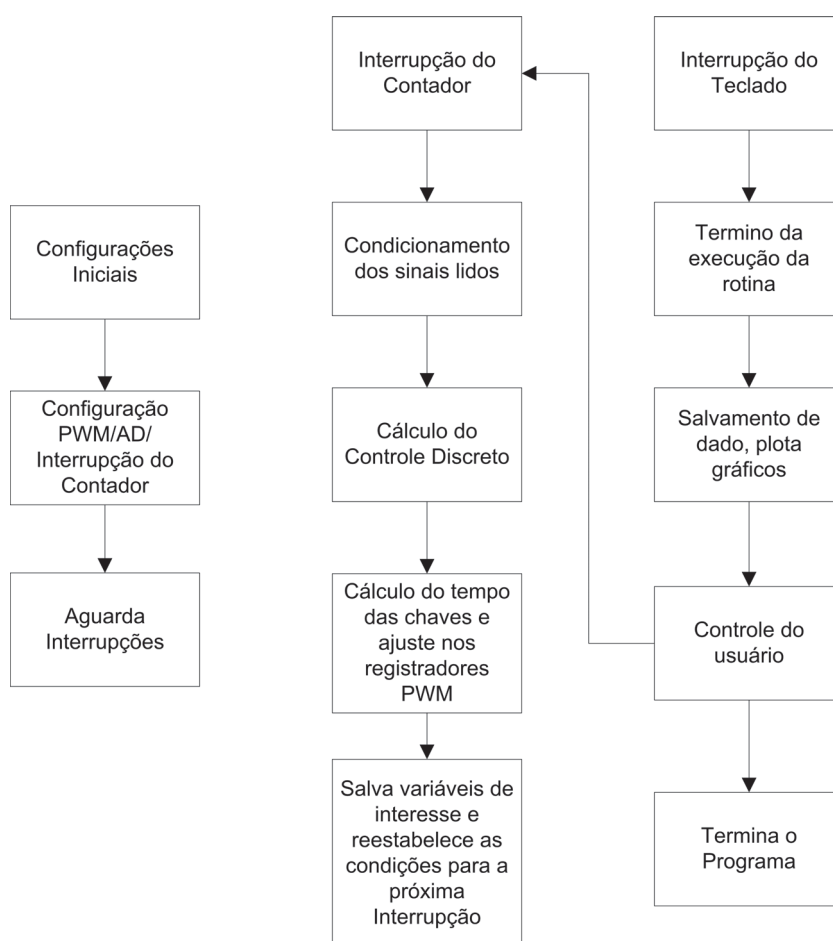 Configurações
Iniciais
Configuração
PWM/AD/
Interrupção do
Contador
Aguarda
Interrupções
Interrupção do
Contador
Condicionamento
dos sinais lidos
Cálculo do
Controle Discreto
Cálculo do tempo
das chaves e
ajuste nos
registradores
PWM
Salva variáveis de
interesse e
reestabelece as
condições para a
próxima
Interrupção
Interrupção do
Teclado
Termino da
execução da
rotina
Salvamento de
dado, plota
gráficos
Controle do
usuário
Termina o
Programa